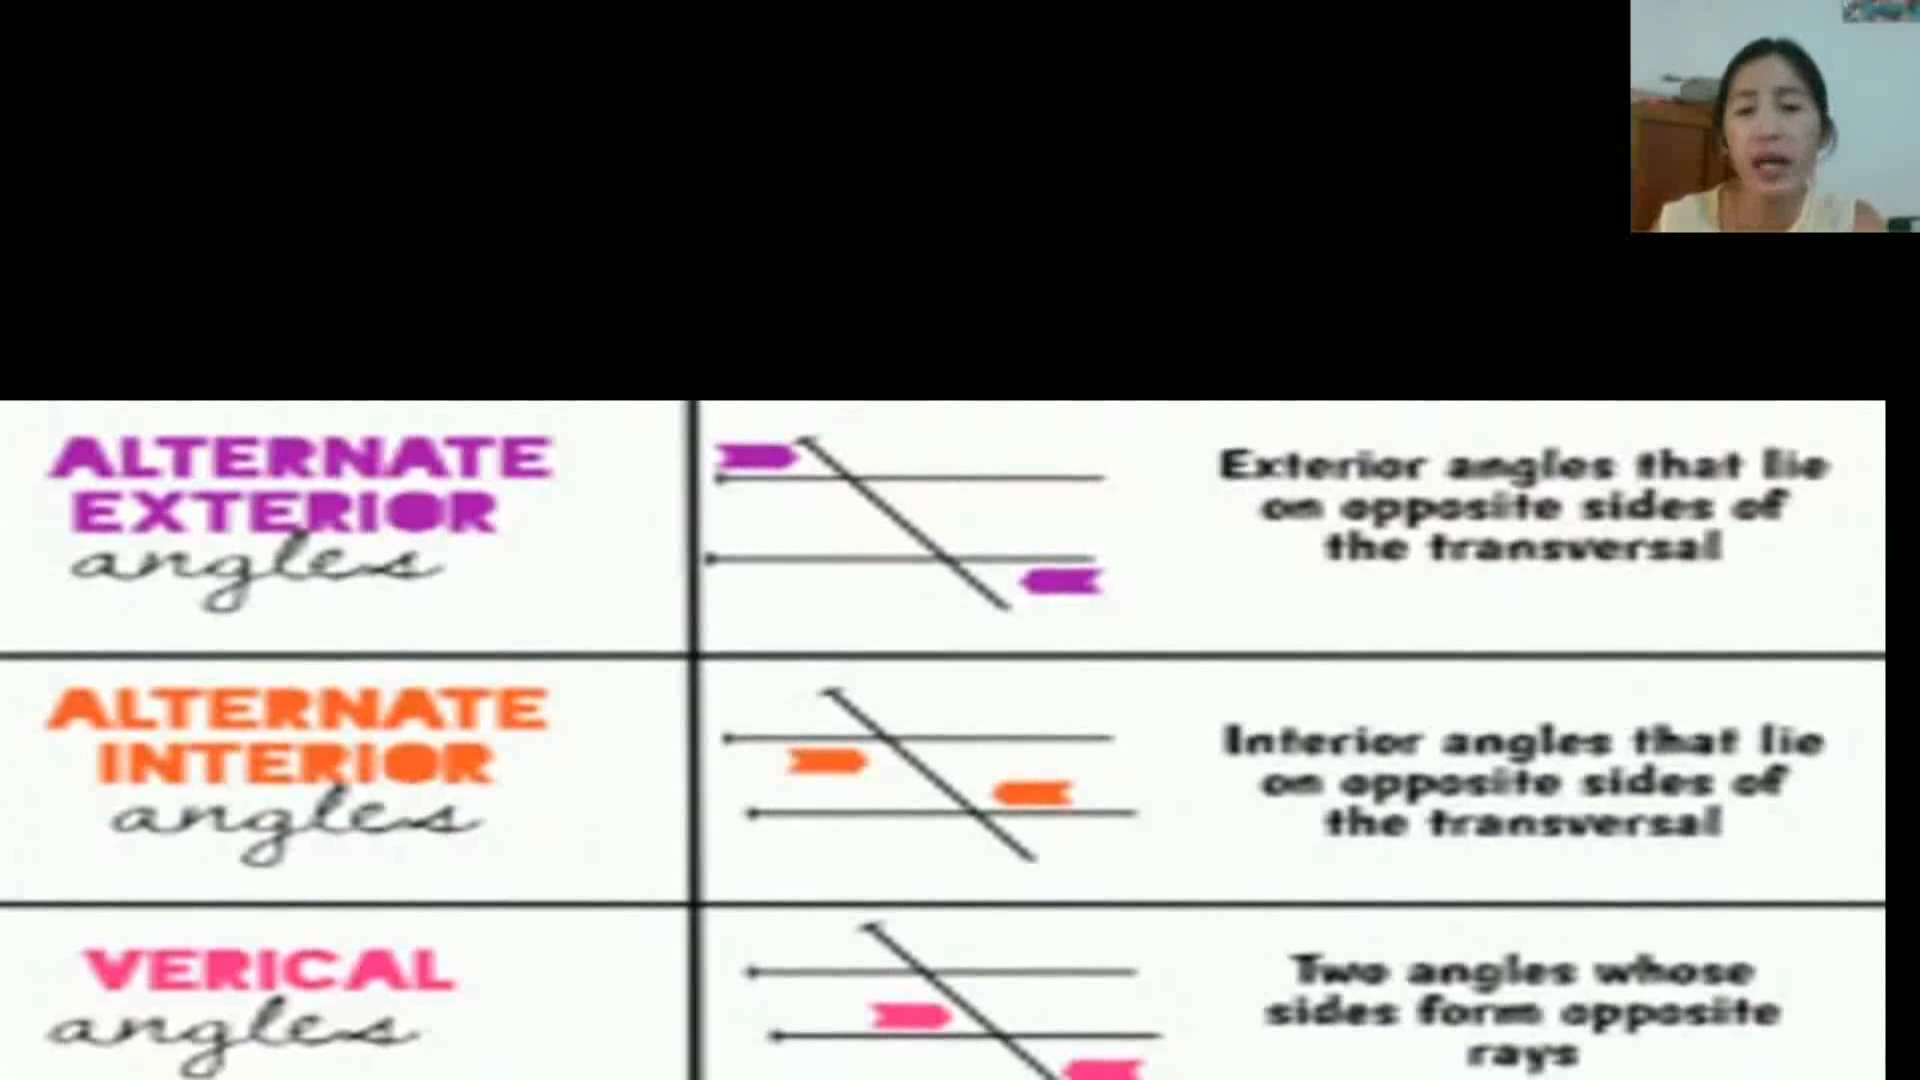 ALTERNATE
EXTERIOR
angles
Exterior angles that lie
on opposite sides of
the transversal
ALTERNATE
INTERIOR
angles
Interior angles that lie
on opposite sides of
the transversal
VERICAL
angles
Two angles whose
sides form opposite
rays